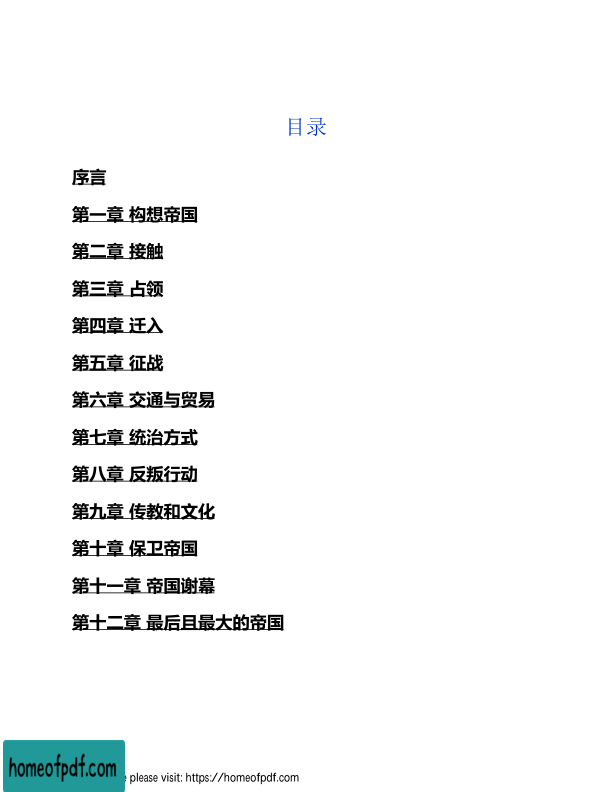 目录
序言
第一章 构想帝国
第二章 接触
第三章 占领
第四章 迁入
第五章 征战
第六章 交通与贸易
第七章 统治方式
第八章 反叛行动
第九章 传教和文化
第十章 保卫帝国
第十一章 帝国谢幕
第十二章 最后且最大的帝国
homeofpdf.com
please visit: https://homeofpdf.com